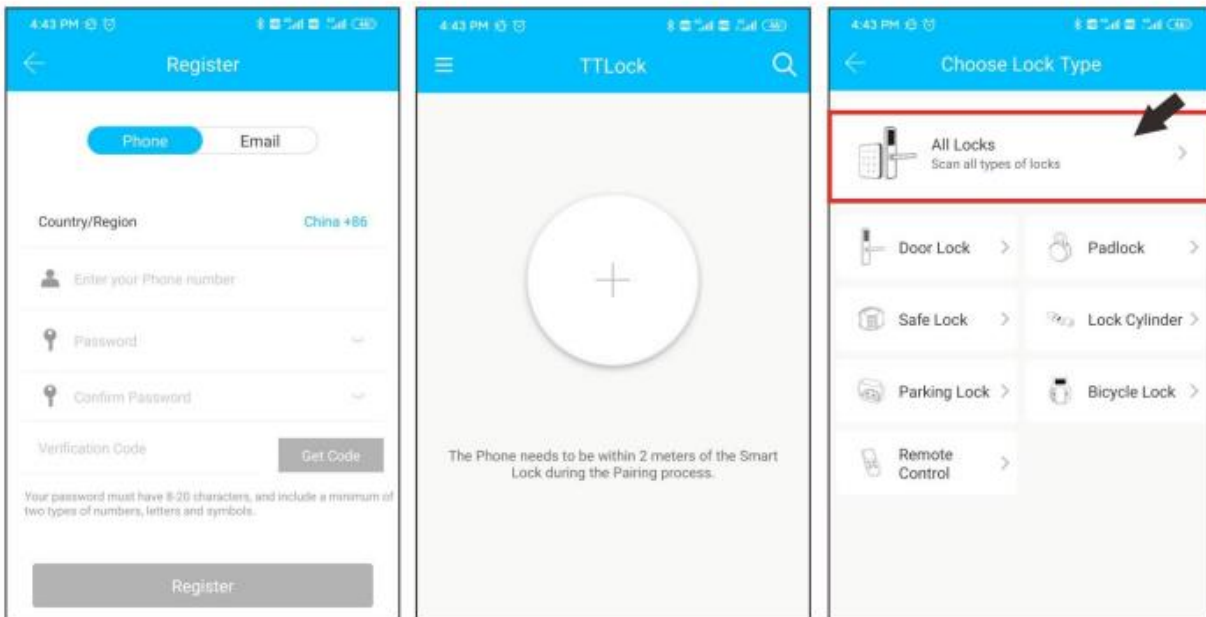 4:43 PM
Register
Phone
Email
Country/Region
China +86
Enter your Phone number
Password
Confirm Password
Verification Code
Get Code
Your password must have 8-20 characters, and include a minimum of
two types of numbers, letters and symbols.
Register
4:43 PM
TTLock
The Phone needs to be within 2 meters of the Smart
Lock during the Pairing process.
4:43 PM
Choose Lock Type
All Locks
Scan all types of locks
Door Lock
Padlock
Safe Lock
Lock Cylinder
Parking Lock
Bicycle Lock
Remote
Control